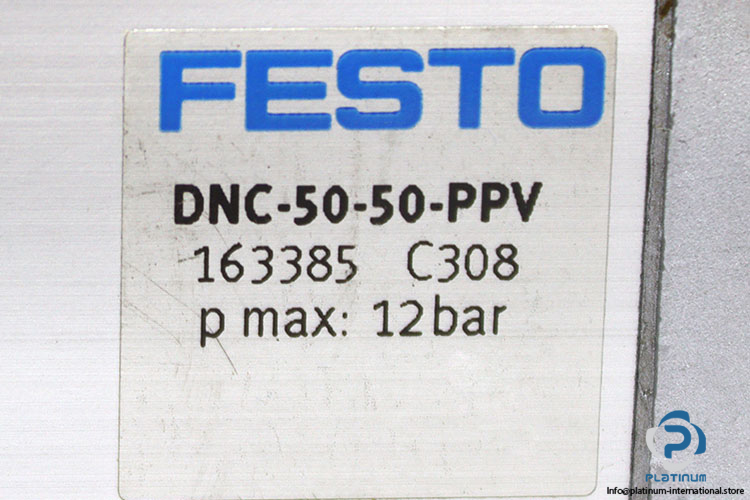 FESTO
DNC-50-50-PPV
163385 C308
p max: 12bar
PLATINUM
Info@platinum-international.store